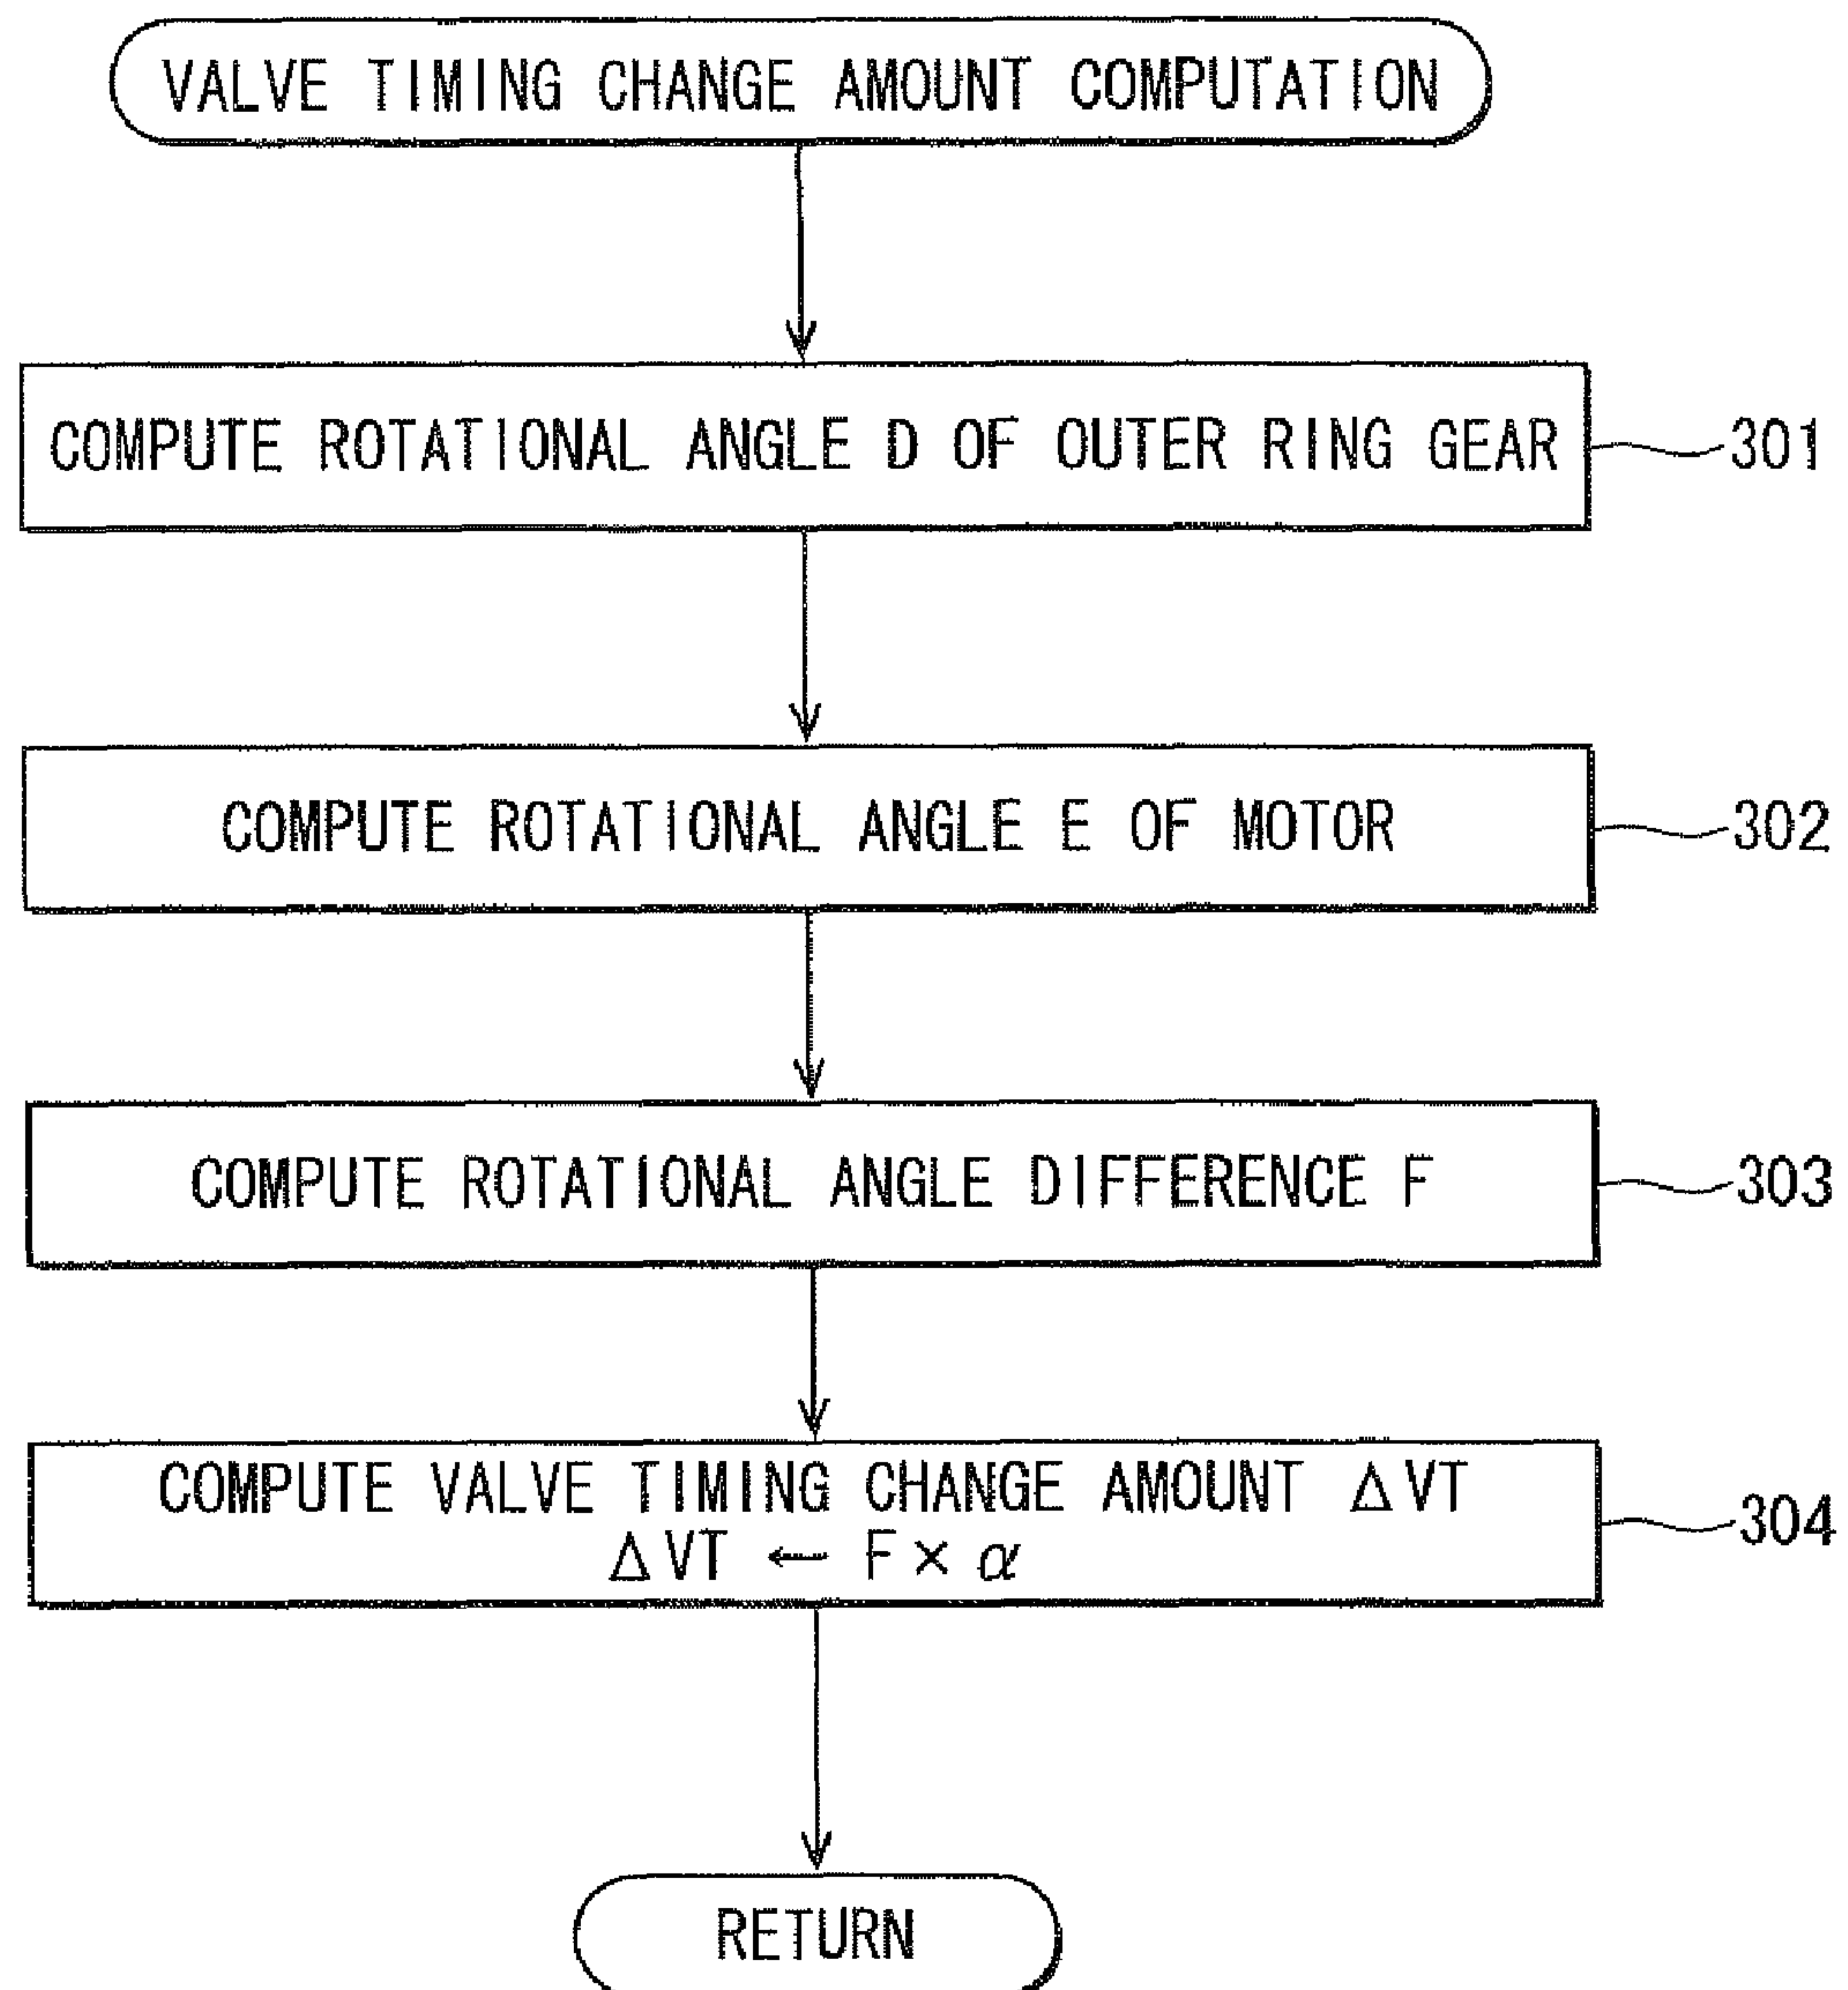 VALVE TIMING CHANGE AMOUNT COMPUTATION
COMPUTE ROTATIONAL ANGLE D OF OUTER RING GEAR
301
COMPUTE ROTATIONAL ANGLE E OF MOTOR
302
COMPUTE ROTATIONAL ANGLE DIFFERENCE F
303
COMPUTE VALVE TIMING CHANGE AMOUNT ΔVT
ΔVT ← F × α
304
RETURN